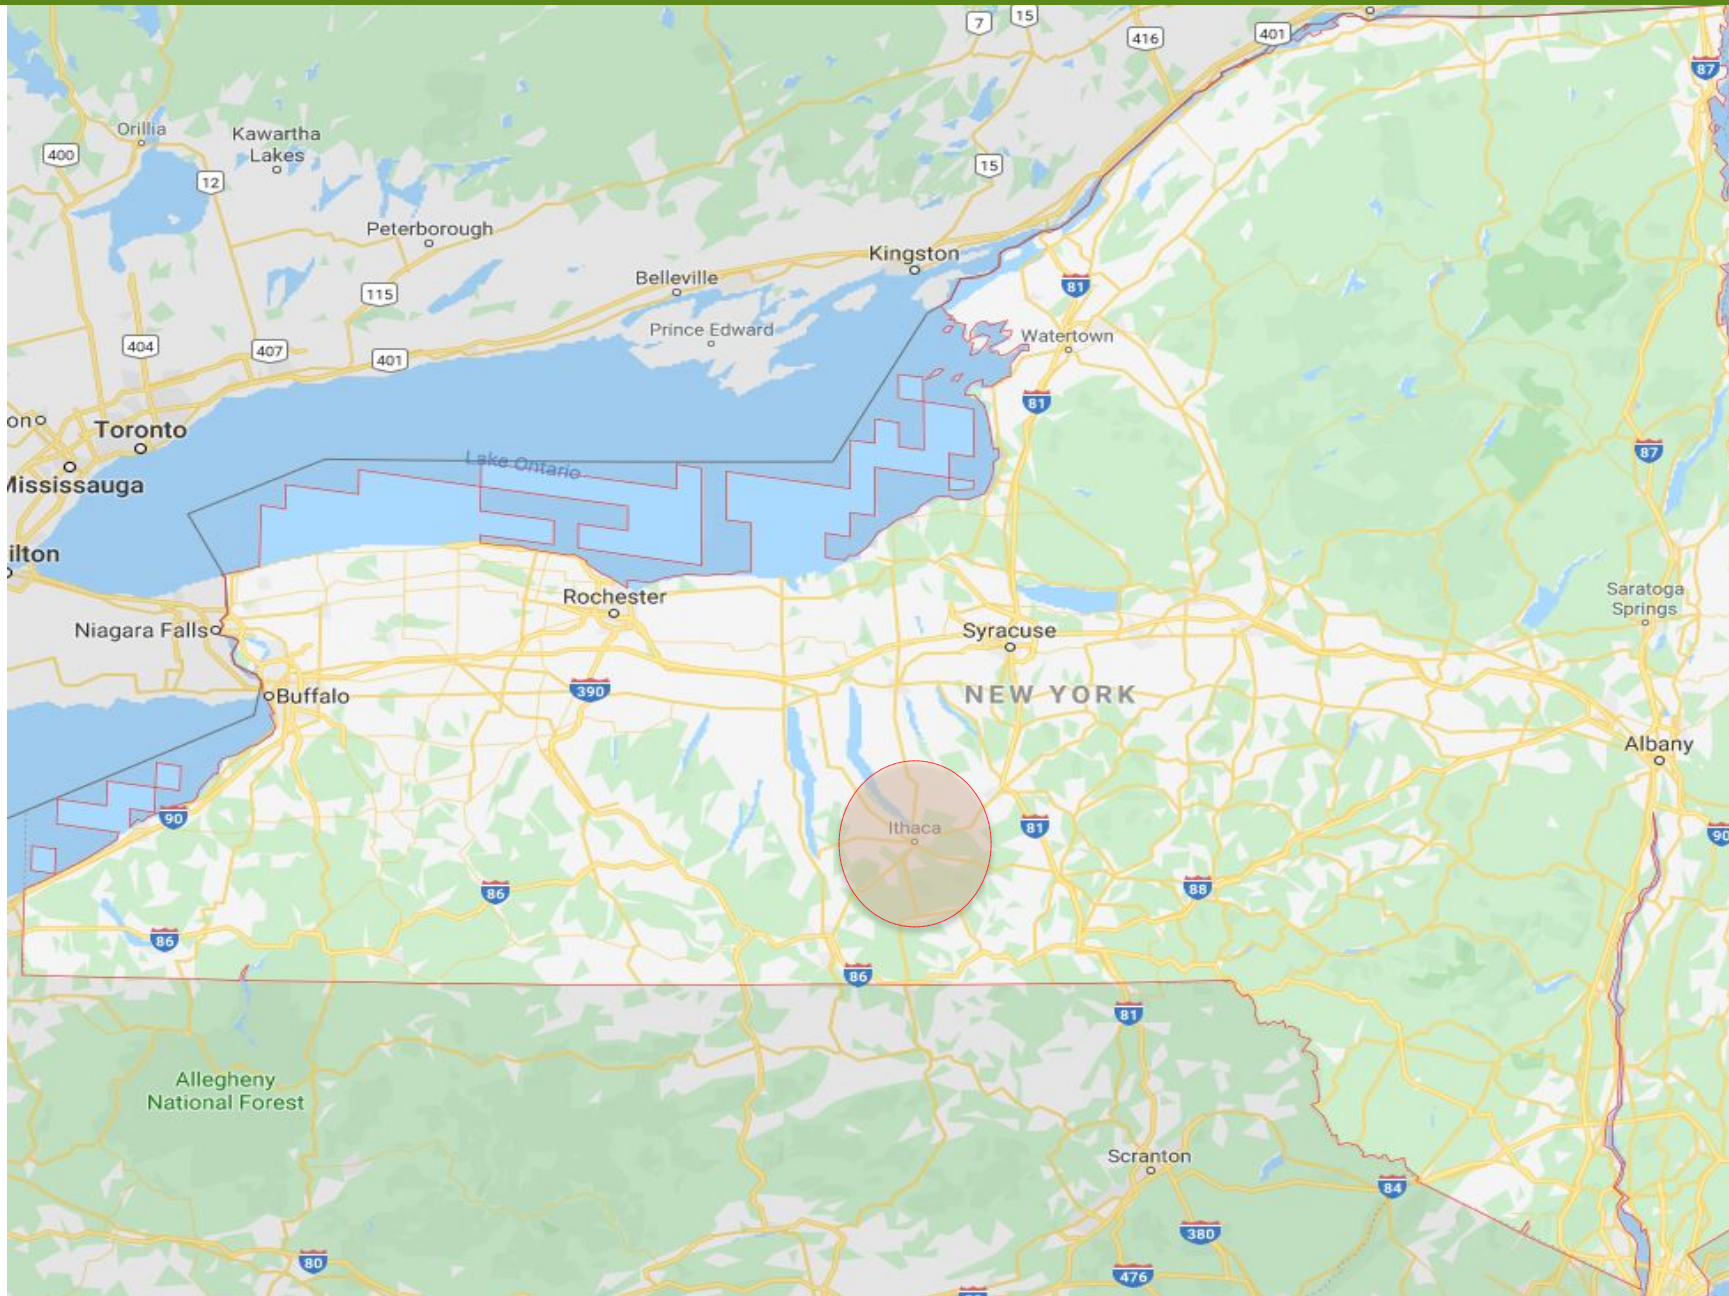 7
15
416
401
87
Orillia
Kawartha
Lakes
400
12
15
Peterborough
Kingston
Belleville
115
81
Prince Edward
Watertown
404
407
401
81
on
Toronto
87
Lake Ontario
Mississauga
ilton
Rochester
Saratoga
Springs
Niagara Falls
Syracuse
390
Buffalo
NEW YORK
Albany
90
Ithaca
81
90
86
88
86
86
81
Allegheny
National Forest
Scranton
84
380
80
476